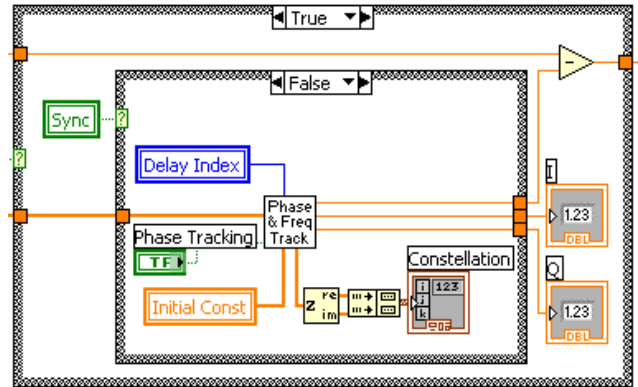 True
False
Sync
?
?
Delay Index
I
Phase
& Freq
Track
1.23
DBL
Phase Tracking
TF
Constellation
Q
Initial Const
z
re
im
i
j
k
123
1.23
DBL